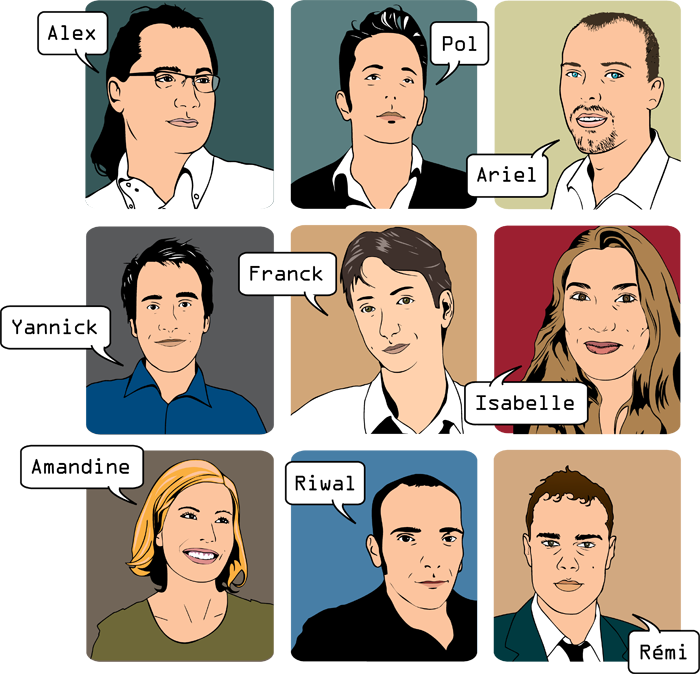 Alex
Pol
Ariel
Yannick
Franck
Isabelle
Amandine
Riwal
Rémi